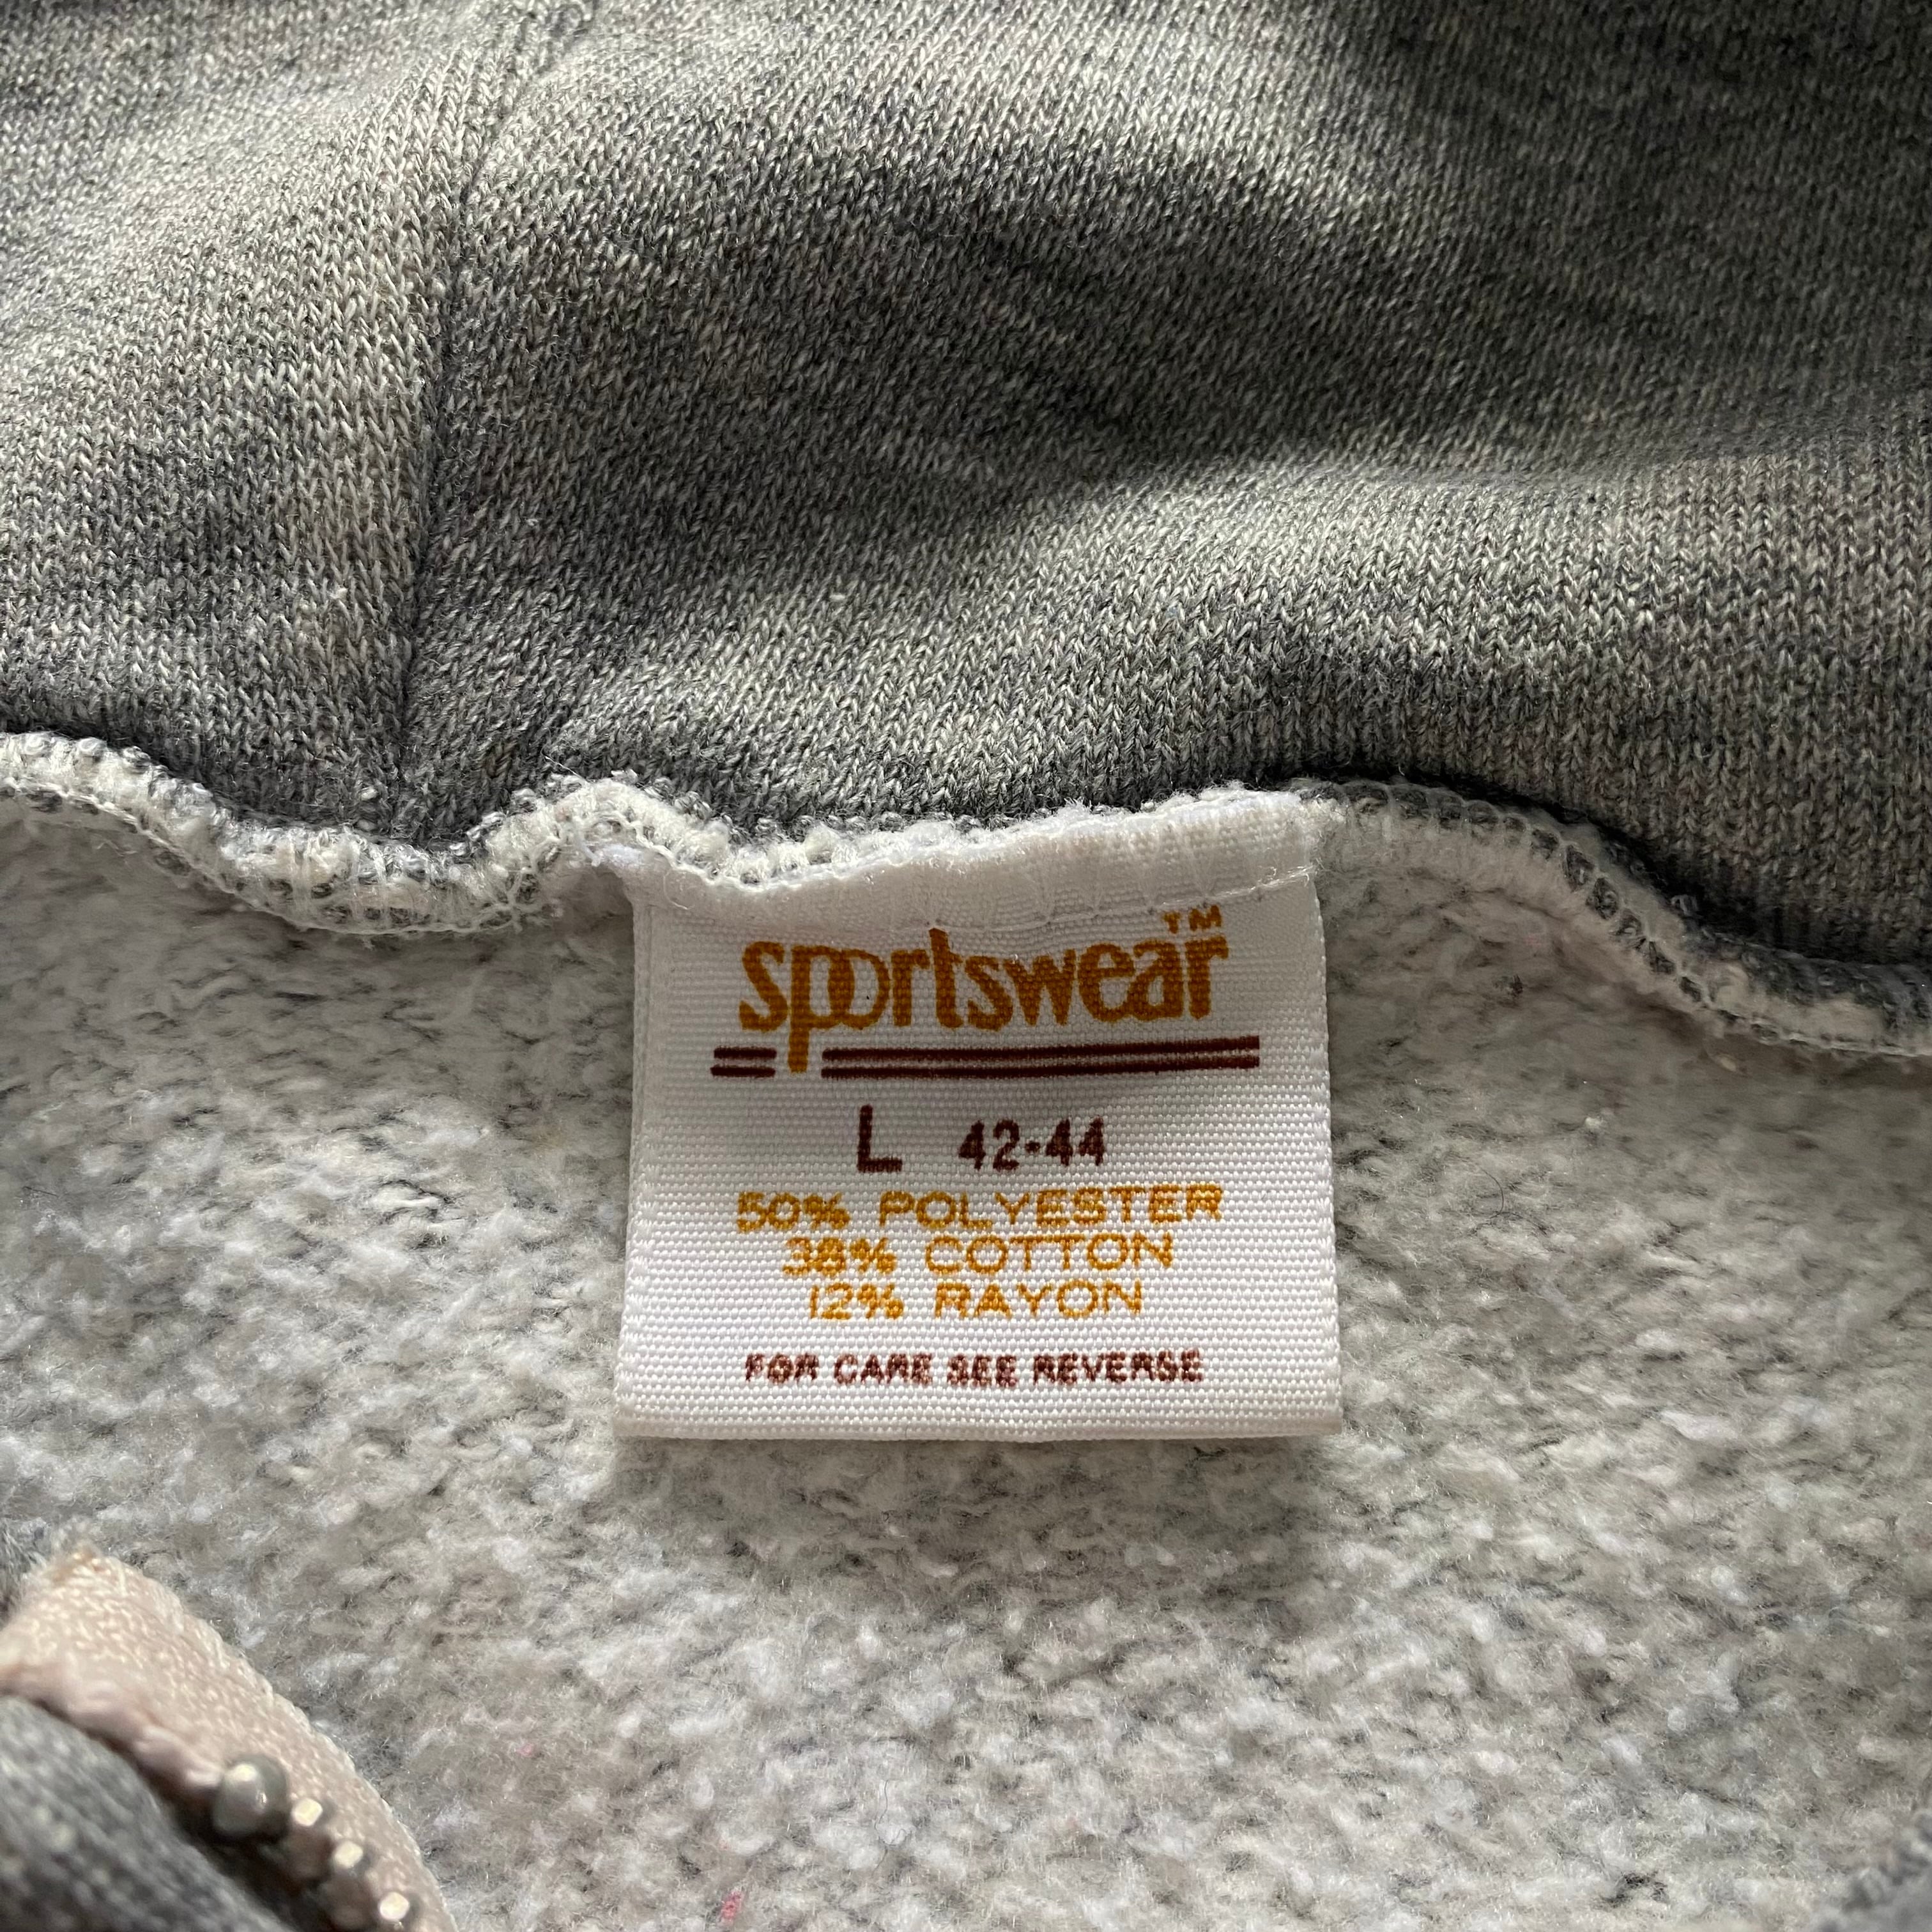 sportswear™
L 42-44
50% POLYESTER
38% COTTON
12% RAYON
FOR CARE SEE REVERSE